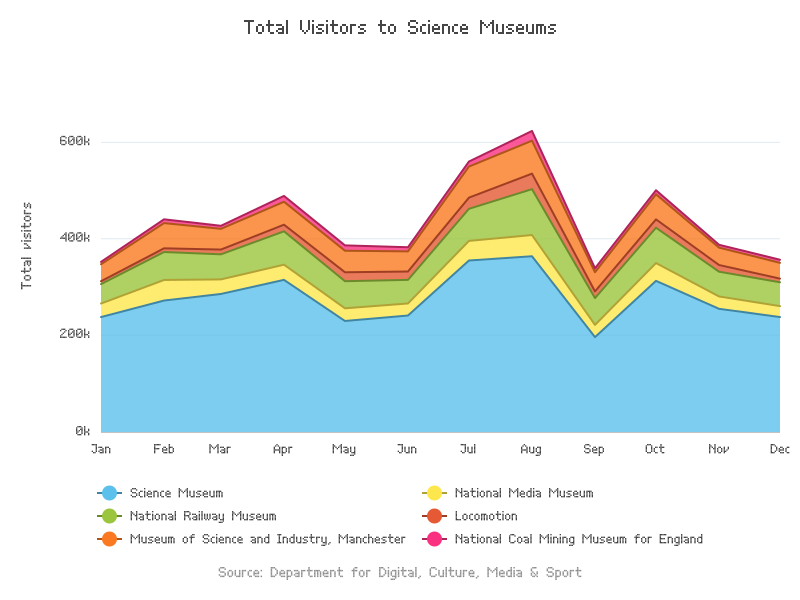 Total Visitors to Science Museums
Total visitors
600k
400k
200k
0k
Jan Feb Mar Apr May Jun Jul Aug Sep Oct Nov Dec
Science Museum
National Media Museum
National Railway Museum
Locomotion
Museum of Science and Industry, Manchester
National Coal Mining Museum for England
Source: Department for Digital, Culture, Media & Sport